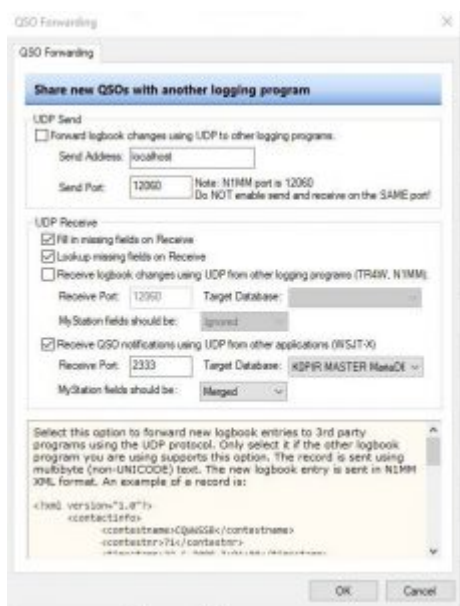 QSO Forwarding
QSO Forwarding
Share new QSOs with another logging program
UDP Send
Forward logbook changes using UDP to other logging programs.
Send Address: localhost
Send Port: 12060 Note: N1MM port is 12060
Do NOT enable send and receive on the SAME port!
UDP Receive
Fill in missing fields on Receive
Lookup missing fields on Receive
Receive logbook changes using UDP from other logging programs (TR4W, N1MM).
Receive Port: 12060 Target Database:
MyStation fields should be: Ignored
Receive QSO notifications using UDP from other applications (WSJT-X)
Receive Port: 2333 Target Database: MASTER
MyStation fields should be: Merged
Select this option to forward new logbook entries to 3rd party
programs using the UDP protocol. Only select it if the other logbook
program you are using supports this option. The record is sent using
multibyte (non-UNICODE) text. The new logbook entry is sent in N1MM
XML format. An example of a record is:
<?xml version="1.0"?>
<contactinfo>
<contestname>CQWWSSB</contestname>
<contestnr>71</contestnr>
OK Cancel